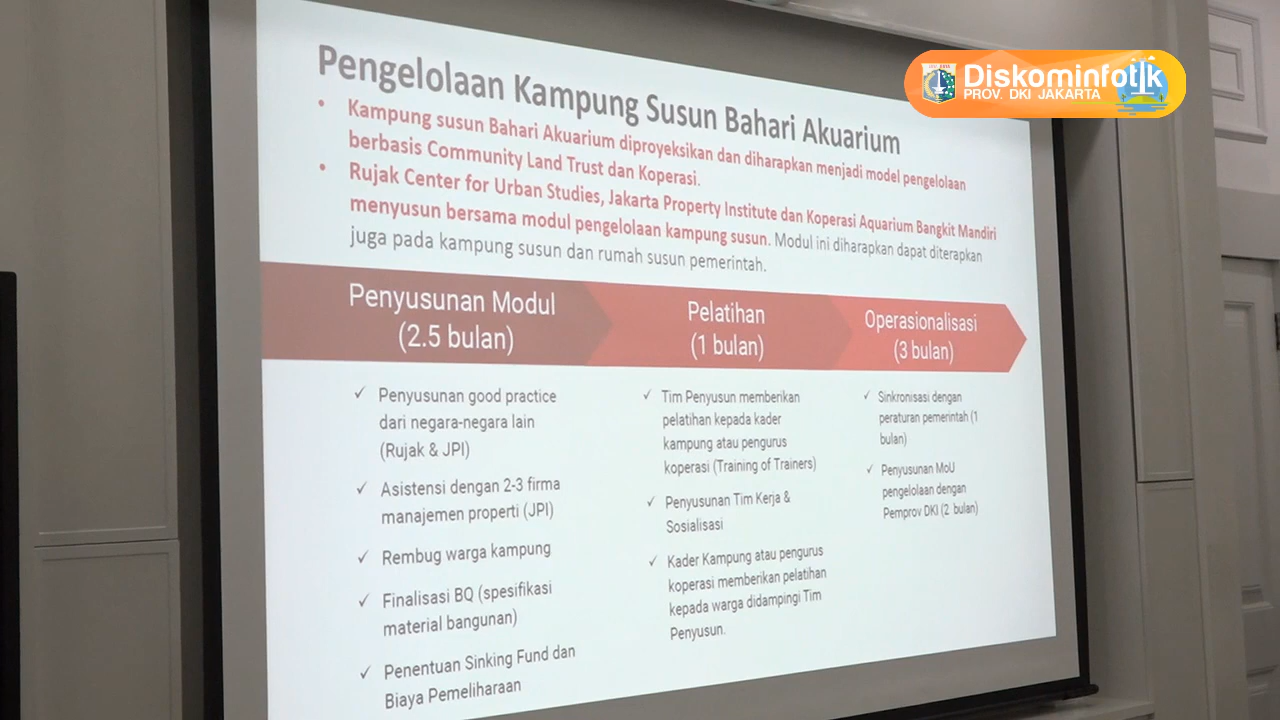 Diskominfotik
PROV. DKI JAKARTA
Pengelolaan Kampung Susun Bahari Akuarium
• Kampung susun Bahari Akuarium diproyeksikan dan diharapkan menjadi model pengelolaan
berbasis Community Land Trust dan Koperasi.
• Rujak Center for Urban Studies, Jakarta Property Institute dan Koperasi Aquarium Bangkit Mandiri
menyusun bersama modul pengelolaan kampung susun. Modul ini diharapkan dapat diterapkan
juga pada kampung susun dan rumah susun pemerintah.
Penyusunan Modul
(2.5 bulan)
✓ Penyusunan good practice
dari negara-negara lain
(Rujak & JPI)
✓ Asistensi dengan 2-3 firma
manajemen properti (JPI)
✓ Rembug warga kampung
✓ Finalisasi BQ (spesifikasi
material bangunan)
✓ Penentuan Sinking Fund dan
Biaya Pemeliharaan
Pelatihan
(1 bulan)
✓ Tim Penyusun memberikan
pelatihan kepada kader
kampung atau pengurus
koperasi (Training of Trainers)
✓ Penyusunan Tim Kerja &
Sosialisasi
✓ Kader Kampung atau pengurus
koperasi memberikan pelatihan
kepada warga didampingi Tim
Penyusun.
Operasionalisasi
(3 bulan)
✓ Sinkronisasi dengan
peraturan pemerintah (1
bulan)
✓ Penyusunan MoU
pengelolaan dengan
Pemprov DKI (2 bulan)